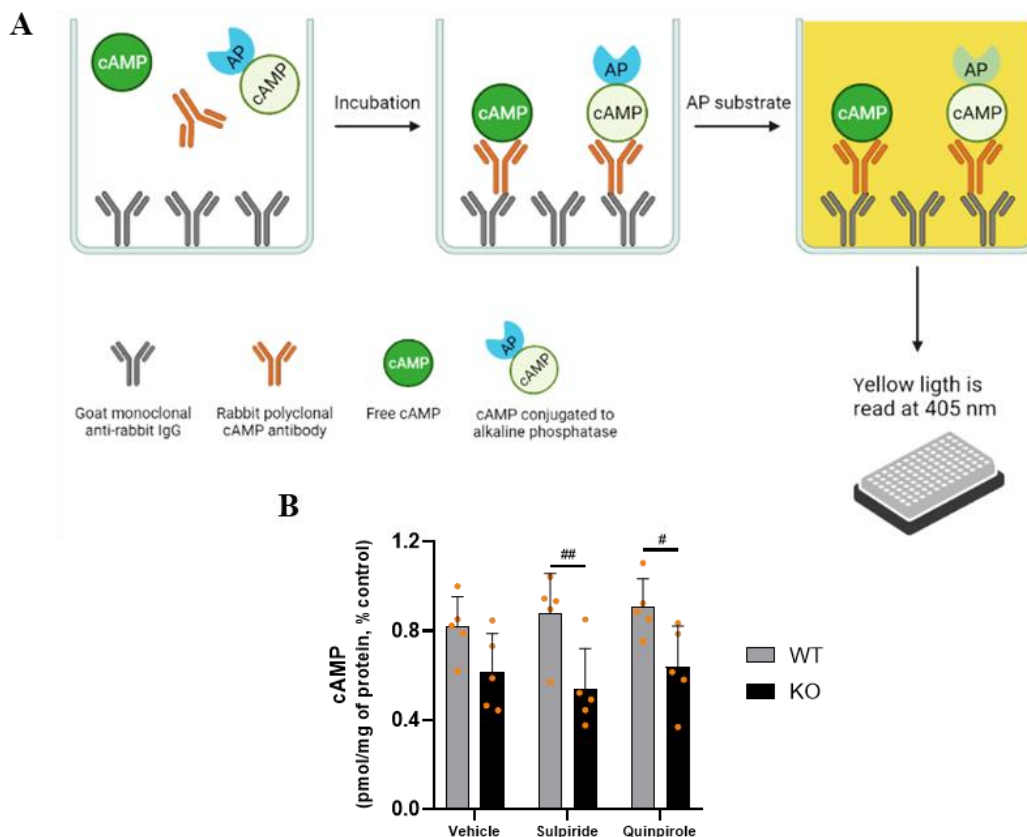 A
cAMP
AP
cAMP
Incubation
AP
cAMP
cAMP
AP substrate
AP
cAMP
cAMP
cAMP
AP
cAMP
Goat monoclonal
anti-rabbit IgG
Rabbit polyclonal
cAMP antibody
Free cAMP
cAMP conjugated to
alkaline phosphatase
Yellow ligth is
read at 405 nm
B
cAMP
(pmol/mg of protein, % control)
1.2
0.8
0.4
0.0
##
#
Vehicle
Sulpiride
Quinpirole
WT
KO